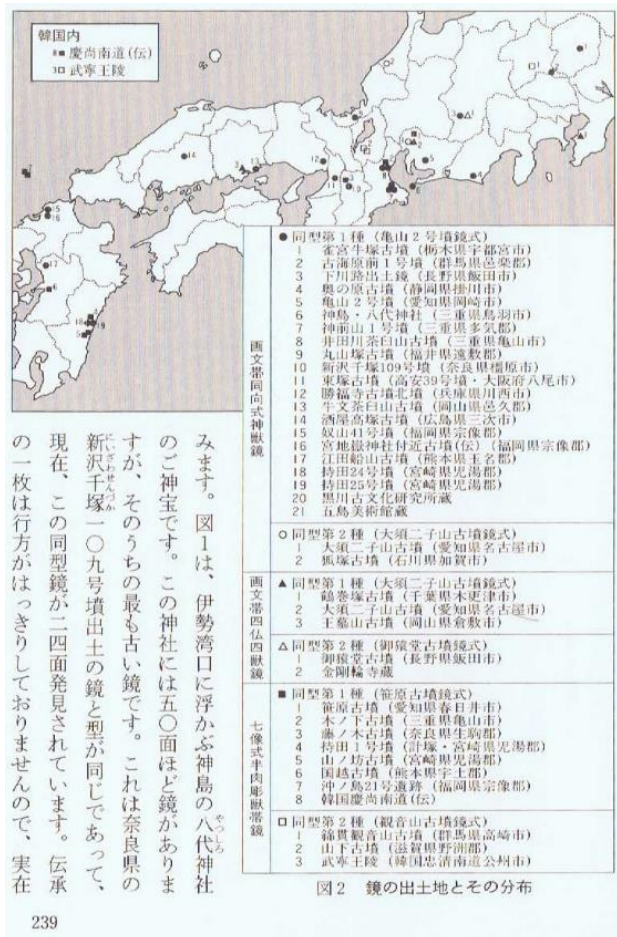 韓国内
8■慶尚南道(伝)
3□武寧王陵
画文帯同向式神獣鏡
●同型第1種(亀山2号墳鏡式)
1 雀宮牛塚古墳(栃木県宇都宮市)
2 古海原前1号墳(群馬県邑楽郡)
3 下川路出土鏡(長野県飯田市)
4 奥の原古墳(静岡県掛川市)
5 亀山2号墳(愛知県岡崎市)
6 神島・八代神社(三重県鳥羽市)
7 神前山1号墳(三重県多気郡)
8 井田川茶臼山古墳(三重県亀山市)
9 丸山塚古墳(福井県遠敷郡)
10 新沢千塚109号墳(奈良県橿原市)
11 東塚古墳(高安39号墳・大阪府八尾市)
12 勝福寺古墳北墳(兵庫県川西市)
13 牛文茶臼山古墳(岡山県邑久郡)
14 酒屋高塚古墳(広島県三次市)
15 奴山41号墳(福岡県宗像郡)
16 宮地嶽神社付近古墳(伝)(福岡県宗像郡)
17 江田船山古墳(熊本県玉名郡)
18 持田24号墳(宮崎県児湯郡)
19 持田25号墳(宮崎県児湯郡)
20 黒川古文化研究所蔵
21 五島美術館蔵
○同型第2種(大須二子山古墳鏡式)
1 大須二子山古墳(愛知県名古屋市)
2 狐塚古墳(石川県加賀市)
画文帯四仏四獣鏡
▲同型第1種(大須二子山古墳鏡式)
1 鶴巻塚古墳(千葉県木更津市)
2 大須二子山古墳(愛知県名古屋市)
3 王墓山古墳(岡山県倉敷市)
△同型第2種(御猿堂古墳鏡式)
1 御猿堂古墳(長野県飯田市)
2 金剛輪寺蔵
七像式半肉彫獣帯鏡
■同型第1種(笹原古墳鏡式)
1 笹原古墳(愛知県春日井市)
2 木ノ下古墳(三重県亀山市)
3 藤ノ木古墳(奈良県生駒郡)
4 持田1号墳(計塚・宮崎県児湯郡)
5 山ノ坊古墳(宮崎県児湯郡)
6 国越古墳(熊本県宇土郡)
7 沖ノ島21号遺跡(福岡県宗像郡)
8 韓国慶尚南道(伝)
□同型第2種(観音山古墳鏡式)
1 綿貫観音山古墳(群馬県高崎市)
2 山下古墳(滋賀県野洲郡)
3 武寧王陵(韓国忠清南道公州市)
図2 鏡の出土地とその分布
みます。図1は、伊勢湾口に浮かぶ神島の八代神社
のご神宝です。この神社には五〇面ほど鏡がありま
すが、そのうちの最も古い鏡です。これは奈良県の
新沢千塚一〇九号墳出土の鏡と型が同じであって、
現在、この同型鏡が二四面発見されています。伝承
の一枚は行方がはっきりしておりませんので、実在
239